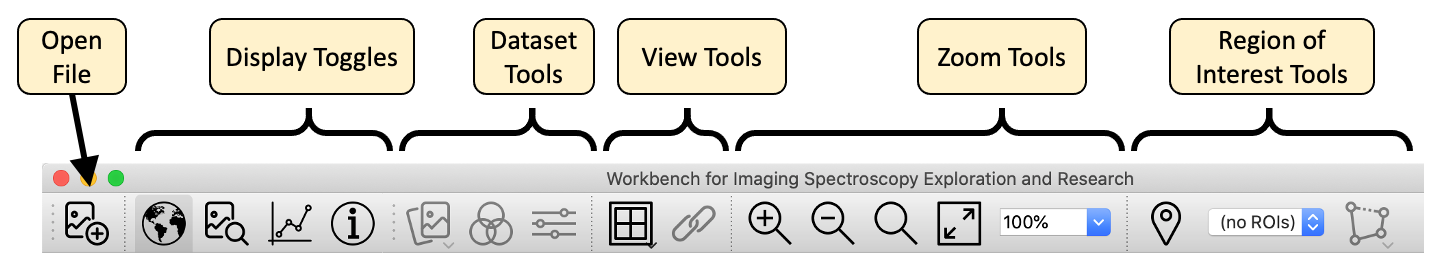 Open
File
Display Toggles
Dataset
Tools
View Tools
Zoom Tools
Region of
Interest Tools
Workbench for Imaging Spectroscopy Exploration and Research
100%
(no ROIs)